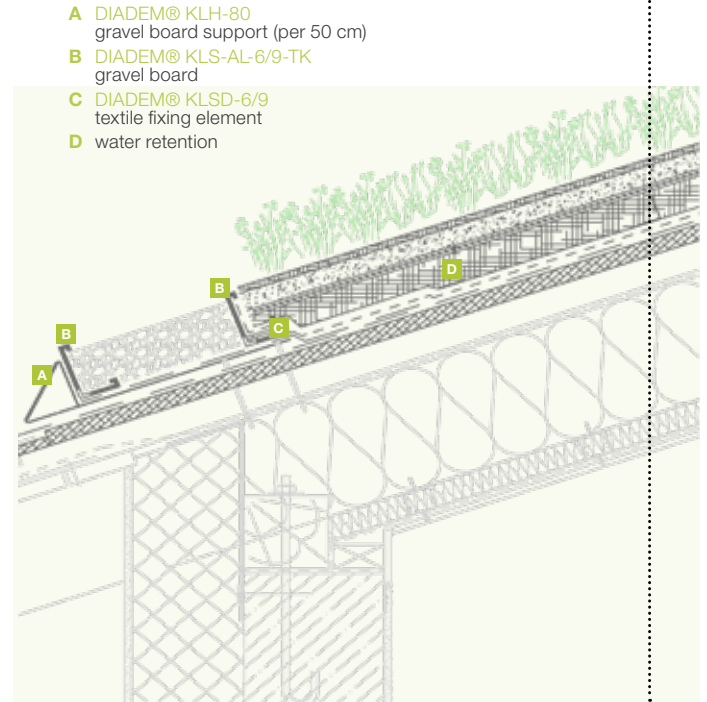 A DIADEM® KLH-80
gravel board support (per 50 cm)
B DIADEM® KLS-AL-6/9-TK
gravel board
C DIADEM® KLSD-6/9
textile fixing element
D water retention
D
B
C
B
A